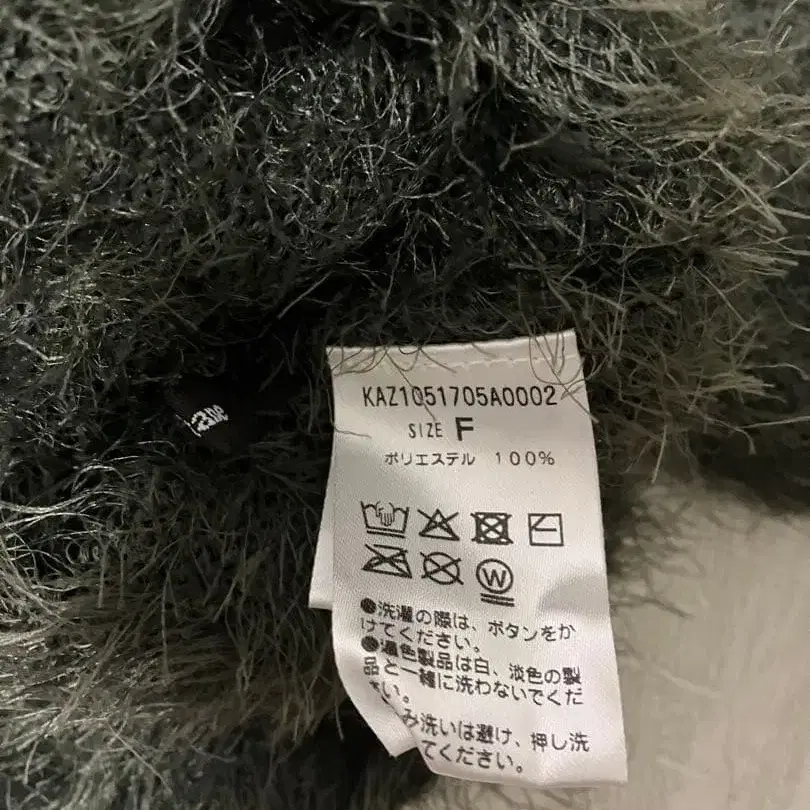 KAZ1051705A0002
SIZE F
ポリエステル 100%
W
●洗濯の際は、ボタンをか
けてください。
●濃色製品は白、淡色の製
品と一緒に洗わないでくだ
さい。
み洗いは避け、押し洗
てください。